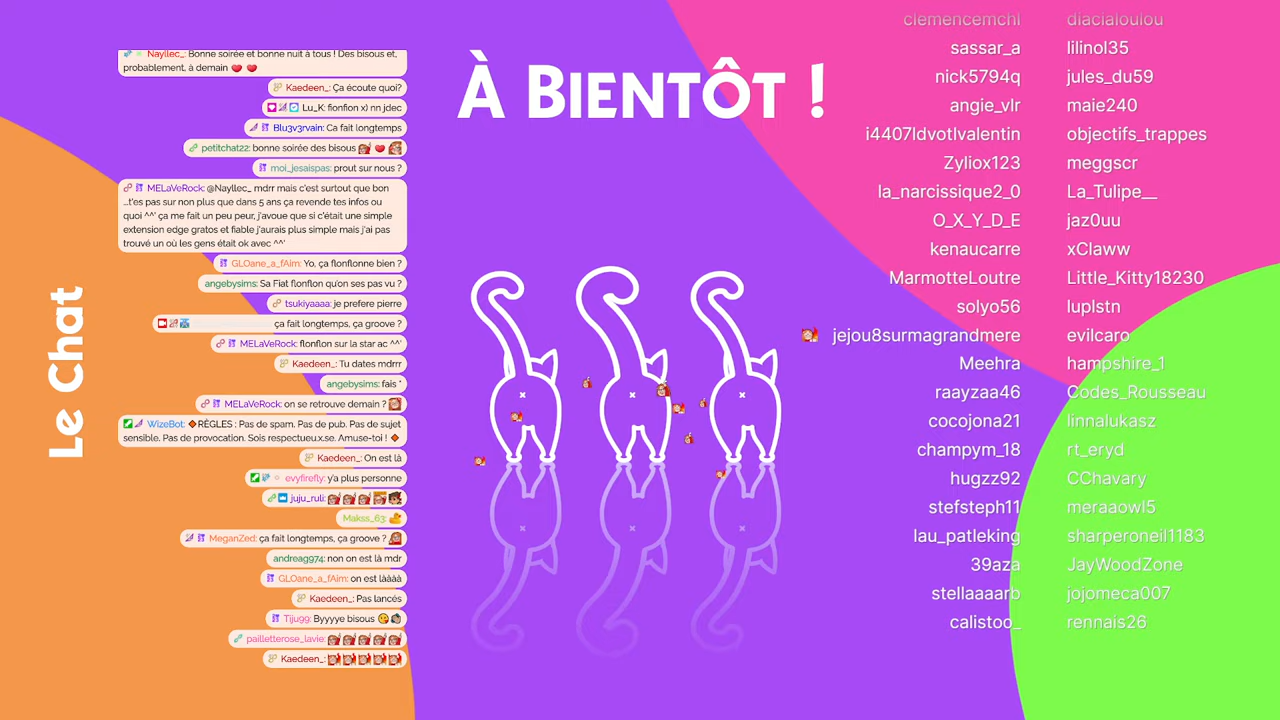 Nayllec_: Bonne soirée et bonne nuit à tous ! Des bisous et,
probablement, à demain
Kaedeen_: Ça écoute quoi?
Lu_K: flonflon x) nn jdec
Blu3v3rvain: Ca fait longtemps
petitchat22: bonne soirée des bisous
moi_jesaispas: prout sur nous ?
MELaVeRock: @Nayllec_ mdr mais c'est surtout que bon
...t'es pas sur non plus que dans 5 ans ça revende tes infos ou
quoi ^^' ça me fait un peu peur, j'avoue que si c'était une simple
extension edge gratos et fiable j'aurais plus simple mais j'ai pas
trouvé un où les gens était ok avec ^^'
GLOane_a_fAim: Yo, ça flonflonne bien ?
angebysims: Sa Fiat flonflon qu'on ses pas vu ?
tsukiyaaaa: je prefere pierre
ça fait longtemps, ça groove ?
MELaVeRock: flonflon sur la star ac ^^'
Kaedeen_: Tu dates mdrrr
angebysims: fais *
MELaVeRock: on se retrouve demain ?
WizeBot: RÈGLES : Pas de spam. Pas de pub. Pas de sujet
sensible. Pas de provocation. Sois respectueu.x.se. Amuse-toi !
Kaedeen_: On est là
evyfirefly: y'a plus personne
juju_ruli:
Makss_63:
MeganZed: ça fait longtemps, ça groove ?
andreag974: non on est là mdr
GLOane_a_fAim: on est làààà
Kaedeen_: Pas lancés
Tiju99: Byyyye bisous
pailletterose_lavie:
Kaedeen_:
Le Chat
À BIENTÔT !
clemencemchl
sassar_a
nick5794q
angie_vlr
i4407ldvotlvalentin
Zyliox123
la_narcissique2_0
O_X_Y_D_E
kenaucarre
MarmotteLoutre
solyo56
jejou8surmagrandmere
Meehra
raayzaa46
cocojona21
champym_18
hugzz92
stefsteph11
lau_patleking
39aza
stellaaaarb
calistoo_
diacialoulou
lilinol35
jules_du59
maie240
objectifs_trappes
meggscr
La_Tulipe__
jaz0uu
xClaww
Little_Kitty18230
luplstn
evilcaro
hampshire_1
Codes_Rousseau
linnalukasz
rt_eryd
CChavary
meraaowl5
sharperoneil1183
JayWoodZone
jojomeca007
rennais26